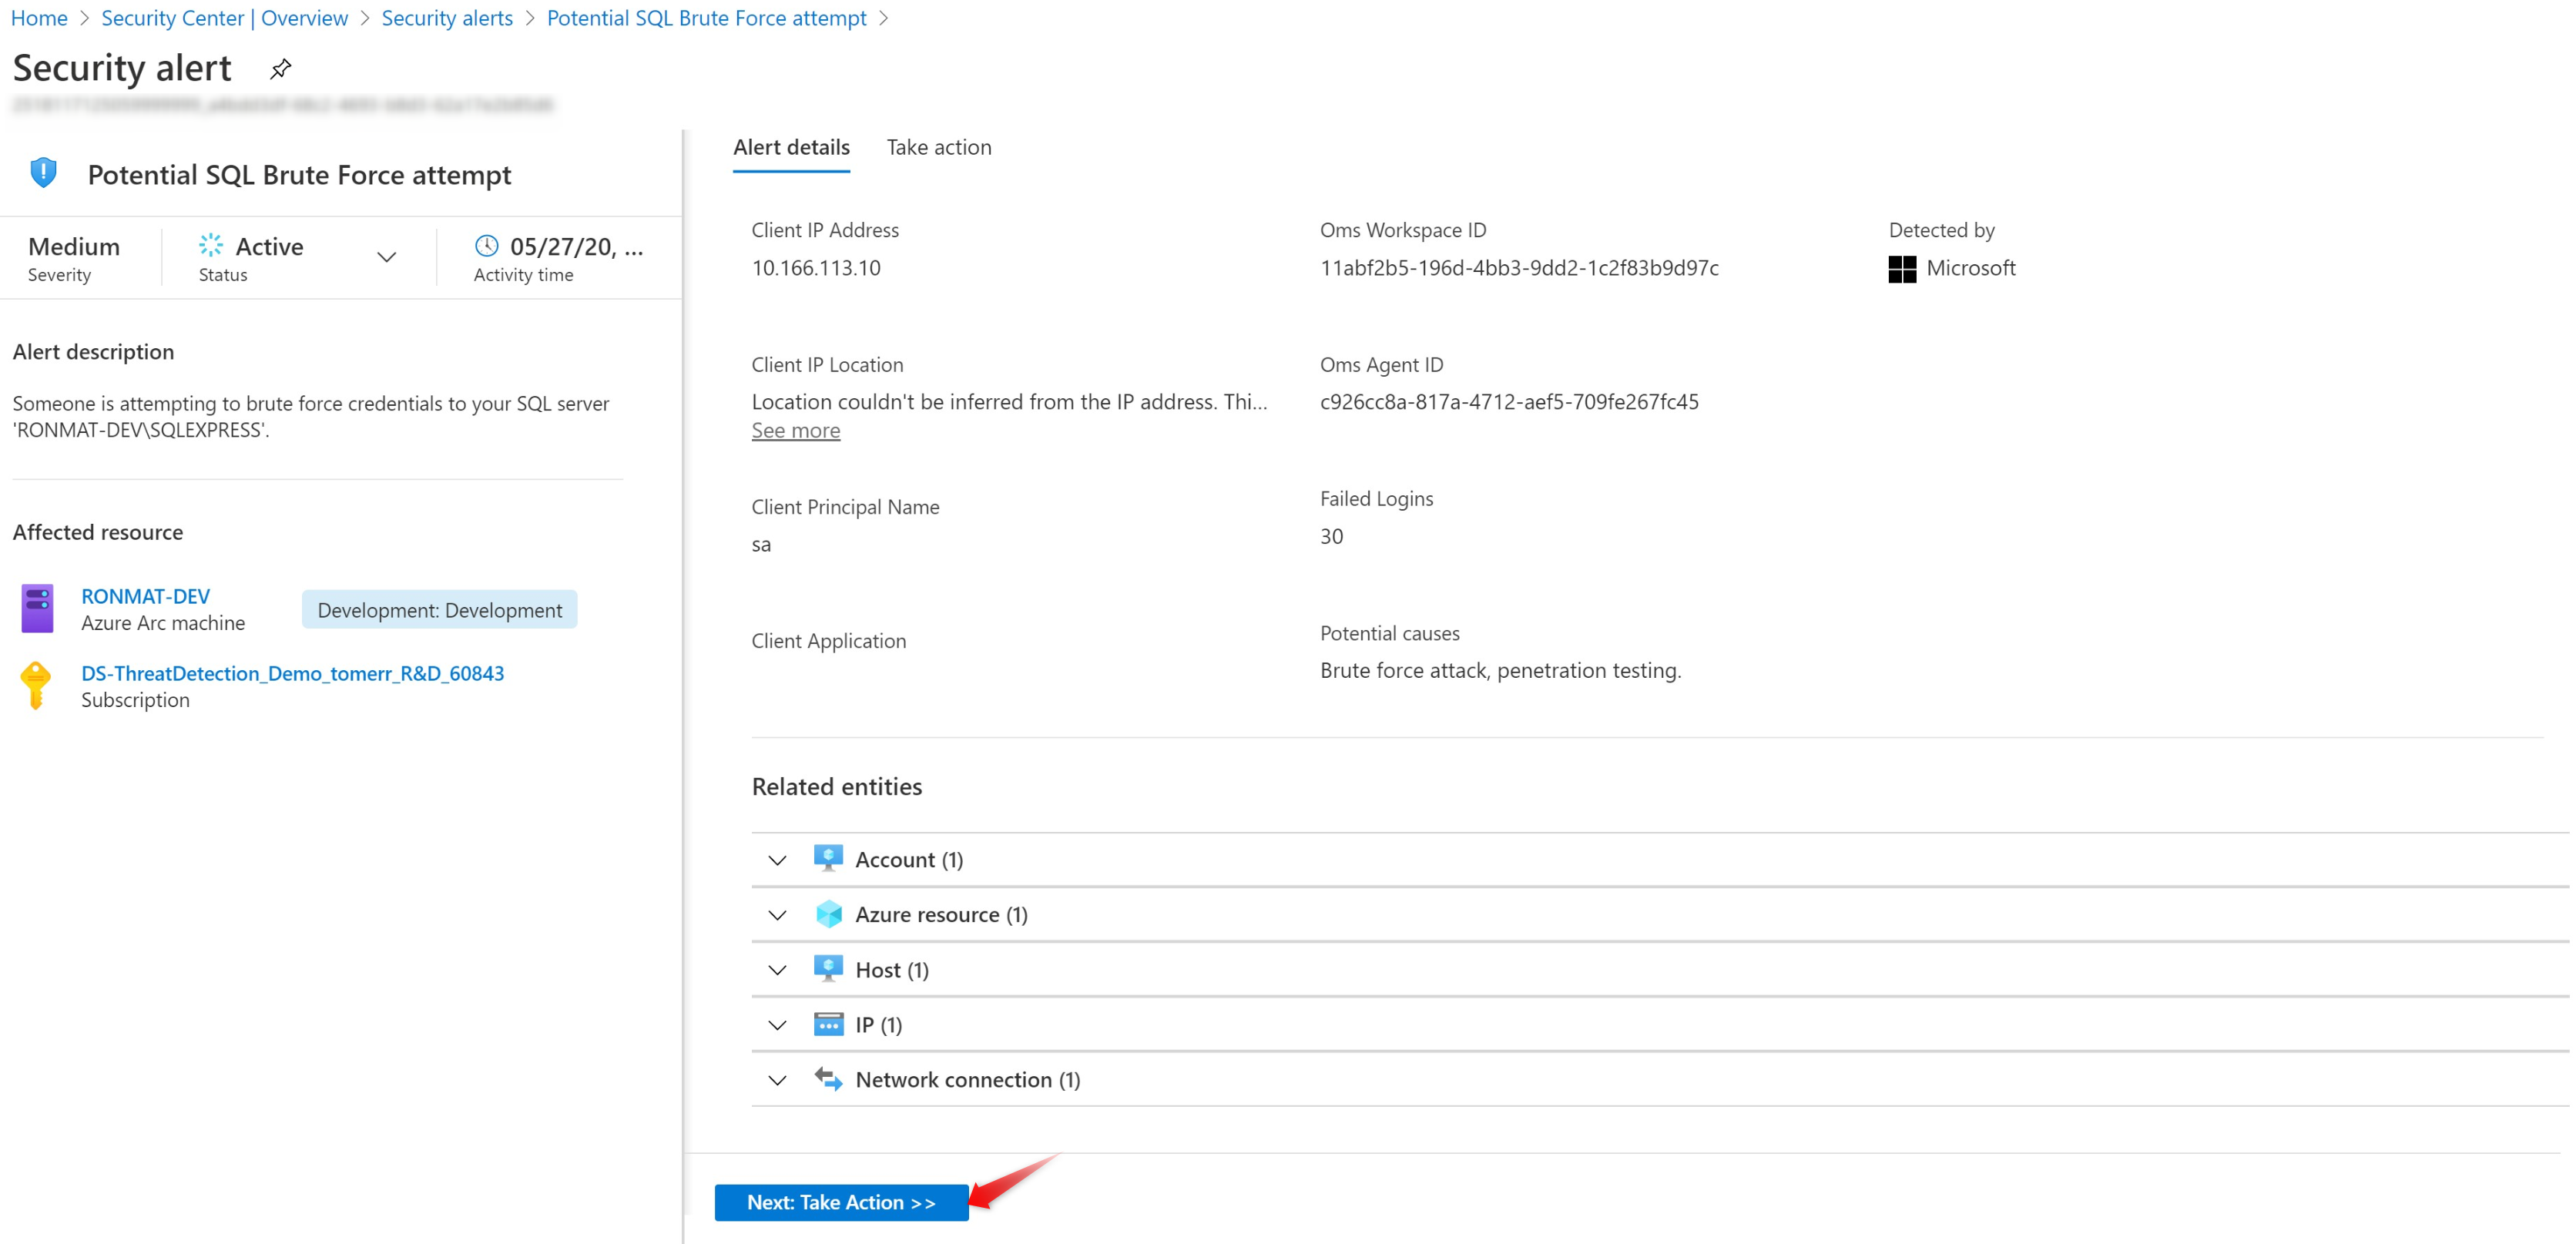 Home > Security Center | Overview > Security alerts > Potential SQL Brute Force attempt >
Security alert
Potential SQL Brute Force attempt
Medium
Severity
Active
Status
05/27/20, ...
Activity time
Alert description
Someone is attempting to brute force credentials to your SQL server
'RONMAT-DEV\SQLEXPRESS'.
Affected resource
RONMAT-DEV
Azure Arc machine
Development: Development
DS-ThreatDetection_Demo_tomerr_R&D_60843
Subscription
Alert details
Take action
Client IP Address
10.166.113.10
Oms Workspace ID
11abf2b5-196d-4bb3-9dd2-1c2f83b9d97c
Detected by
Microsoft
Client IP Location
Location couldn't be inferred from the IP address. Thi...
See more
Oms Agent ID
c926cc8a-817a-4712-aef5-709fe267fc45
Client Principal Name
sa
Failed Logins
30
Client Application
Potential causes
Brute force attack, penetration testing.
Related entities
Account (1)
Azure resource (1)
Host (1)
IP (1)
Network connection (1)
Next: Take Action >>